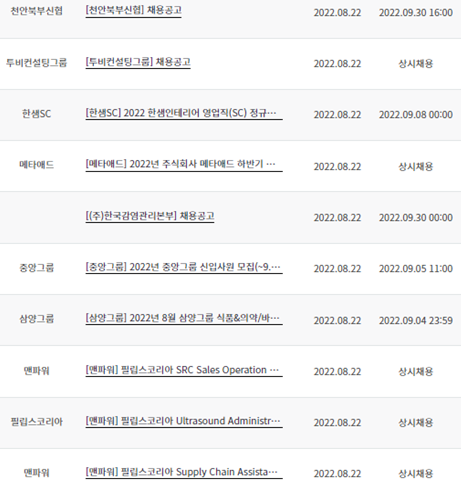 천안북부신협 [천안북부신협] 채용공고 2022.08.22 2022.09.30 16:00
투비컨설팅그룹 [투비컨설팅그룹] 채용공고 2022.08.22 상시채용
한샘SC [한샘SC] 2022 한샘인테리어 영업직(SC) 정규… 2022.08.22 2022.09.08 00:00
메타애드 [메타애드] 2022년 주식회사 메타애드 하반기 … 2022.08.22 상시채용
[(주)한국감염관리본부] 채용공고 2022.08.22 2022.09.30 00:00
중앙그룹 [중앙그룹] 2022년 중앙그룹 신입사원 모집(~9.… 2022.08.22 2022.09.05 11:00
삼양그룹 [삼양그룹] 2022년 8월 삼양그룹 식품&의약/바… 2022.08.22 2022.09.04 23:59
맨파워 [맨파워] 필립스코리아 SRC Sales Operation … 2022.08.22 상시채용
필립스코리아 [맨파워] 필립스코리아 Ultrasound Administr… 2022.08.22 상시채용
맨파워 [맨파워] 필립스코리아 Supply Chain Assista… 2022.08.22 상시채용